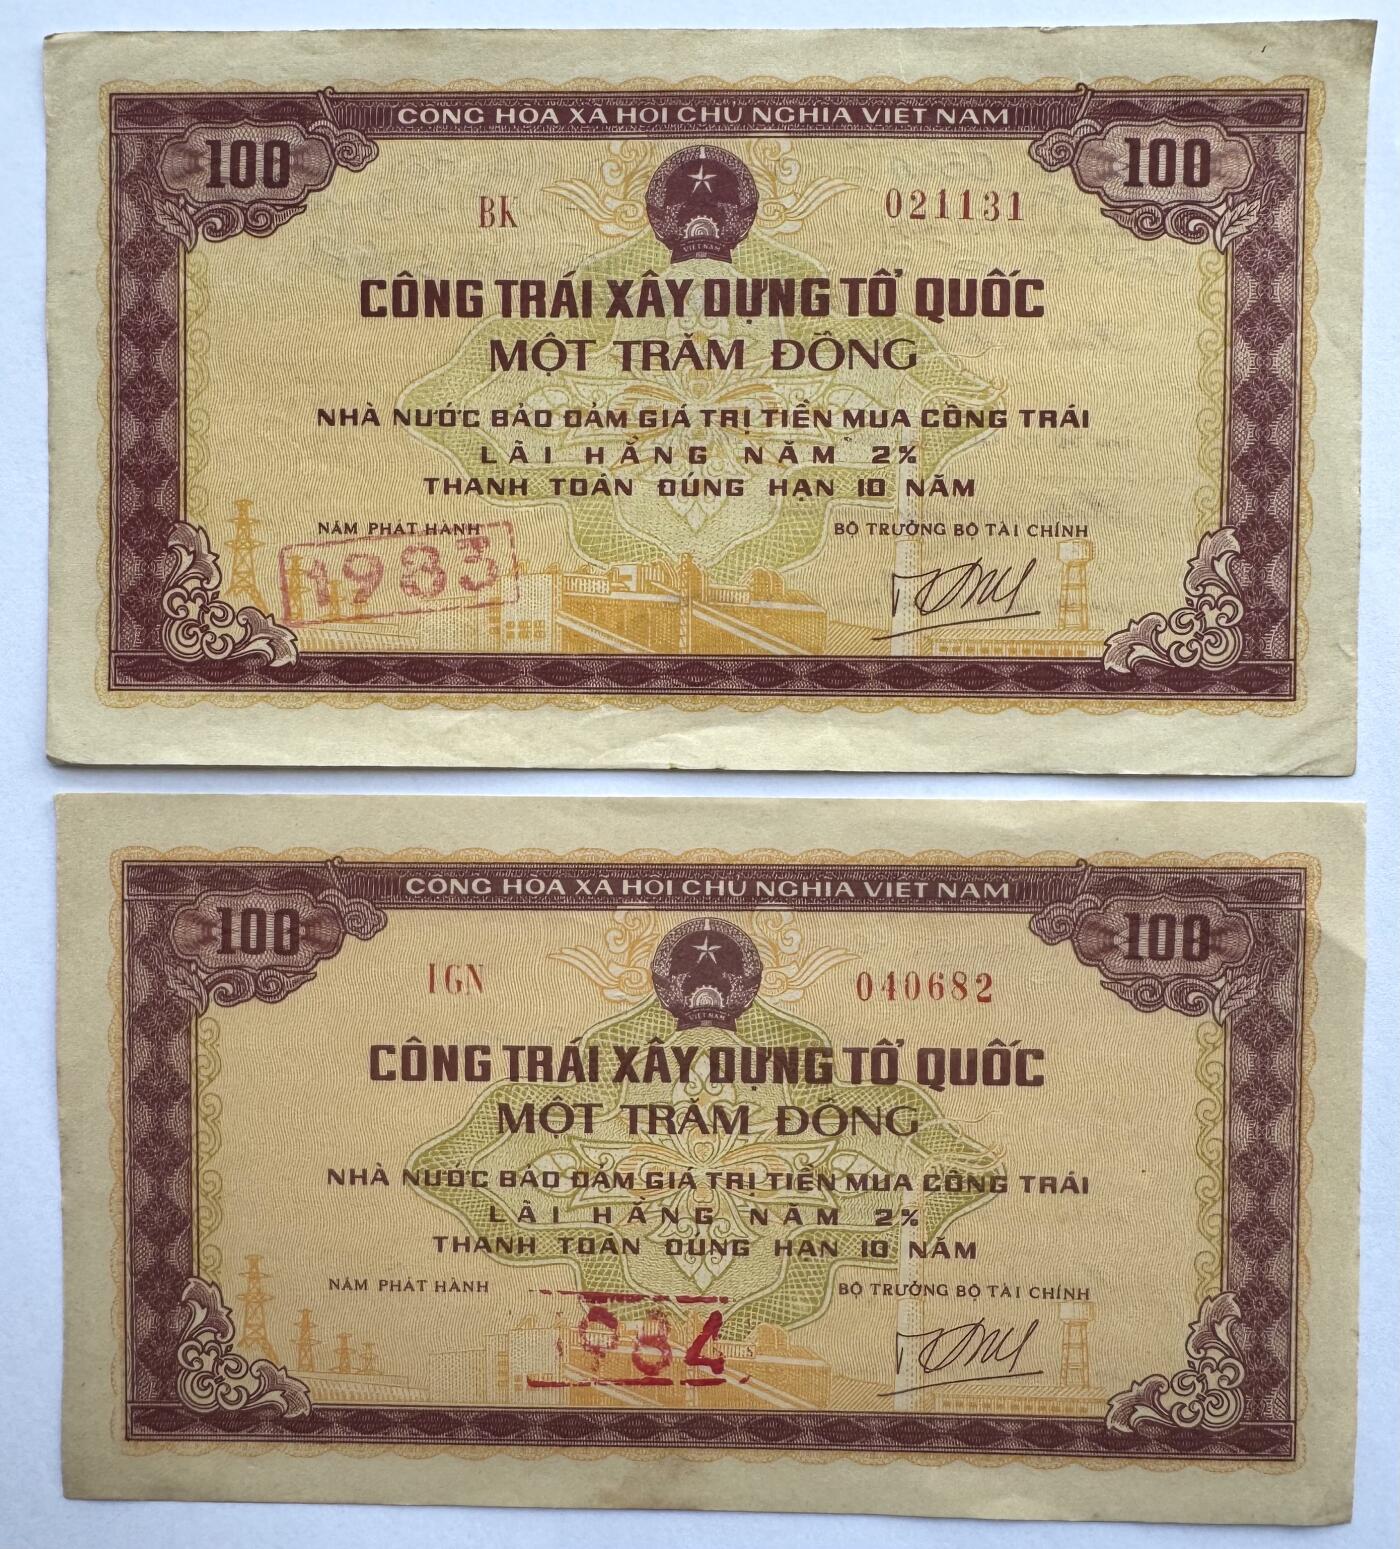 CỘNG HÒA XÃ HỘI CHỦ NGHĨA VIỆT NAM
100 100
BK 021131
VIỆT NAM
CÔNG TRÁI XÂY DỰNG TỔ QUỐC
MỘT TRĂM ĐỒNG
NHÀ NƯỚC BẢO ĐẢM GIÁ TRỊ TIỀN MUA CÔNG TRÁI
LÃI HẰNG NĂM 2%
THANH TOÁN ĐÚNG HẠN 10 NĂM
NĂM PHÁT HÀNH BỘ TRƯỞNG BỘ TÀI CHÍNH
1983
CỘNG HÒA XÃ HỘI CHỦ NGHĨA VIỆT NAM
100 100
IGN 040682
VIỆT NAM
CÔNG TRÁI XÂY DỰNG TỔ QUỐC
MỘT TRĂM ĐỒNG
NHÀ NƯỚC BẢO ĐẢM GIÁ TRỊ TIỀN MUA CÔNG TRÁI
LÃI HẰNG NĂM 2%
THANH TOÁN ĐÚNG HẠN 10 NĂM
NĂM PHÁT HÀNH BỘ TRƯỞNG BỘ TÀI CHÍNH
1984